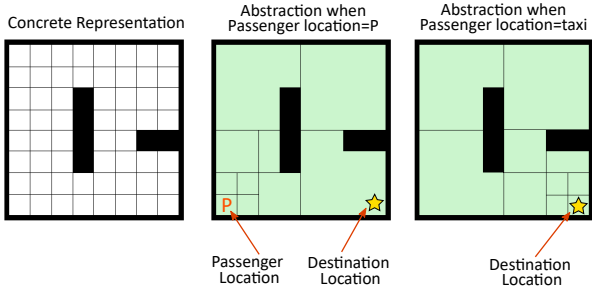 Concrete Representation
Abstraction when
Passenger location=P
Abstraction when
Passenger location=taxi
P
Passenger
Location
Destination
Location
Destination
Location